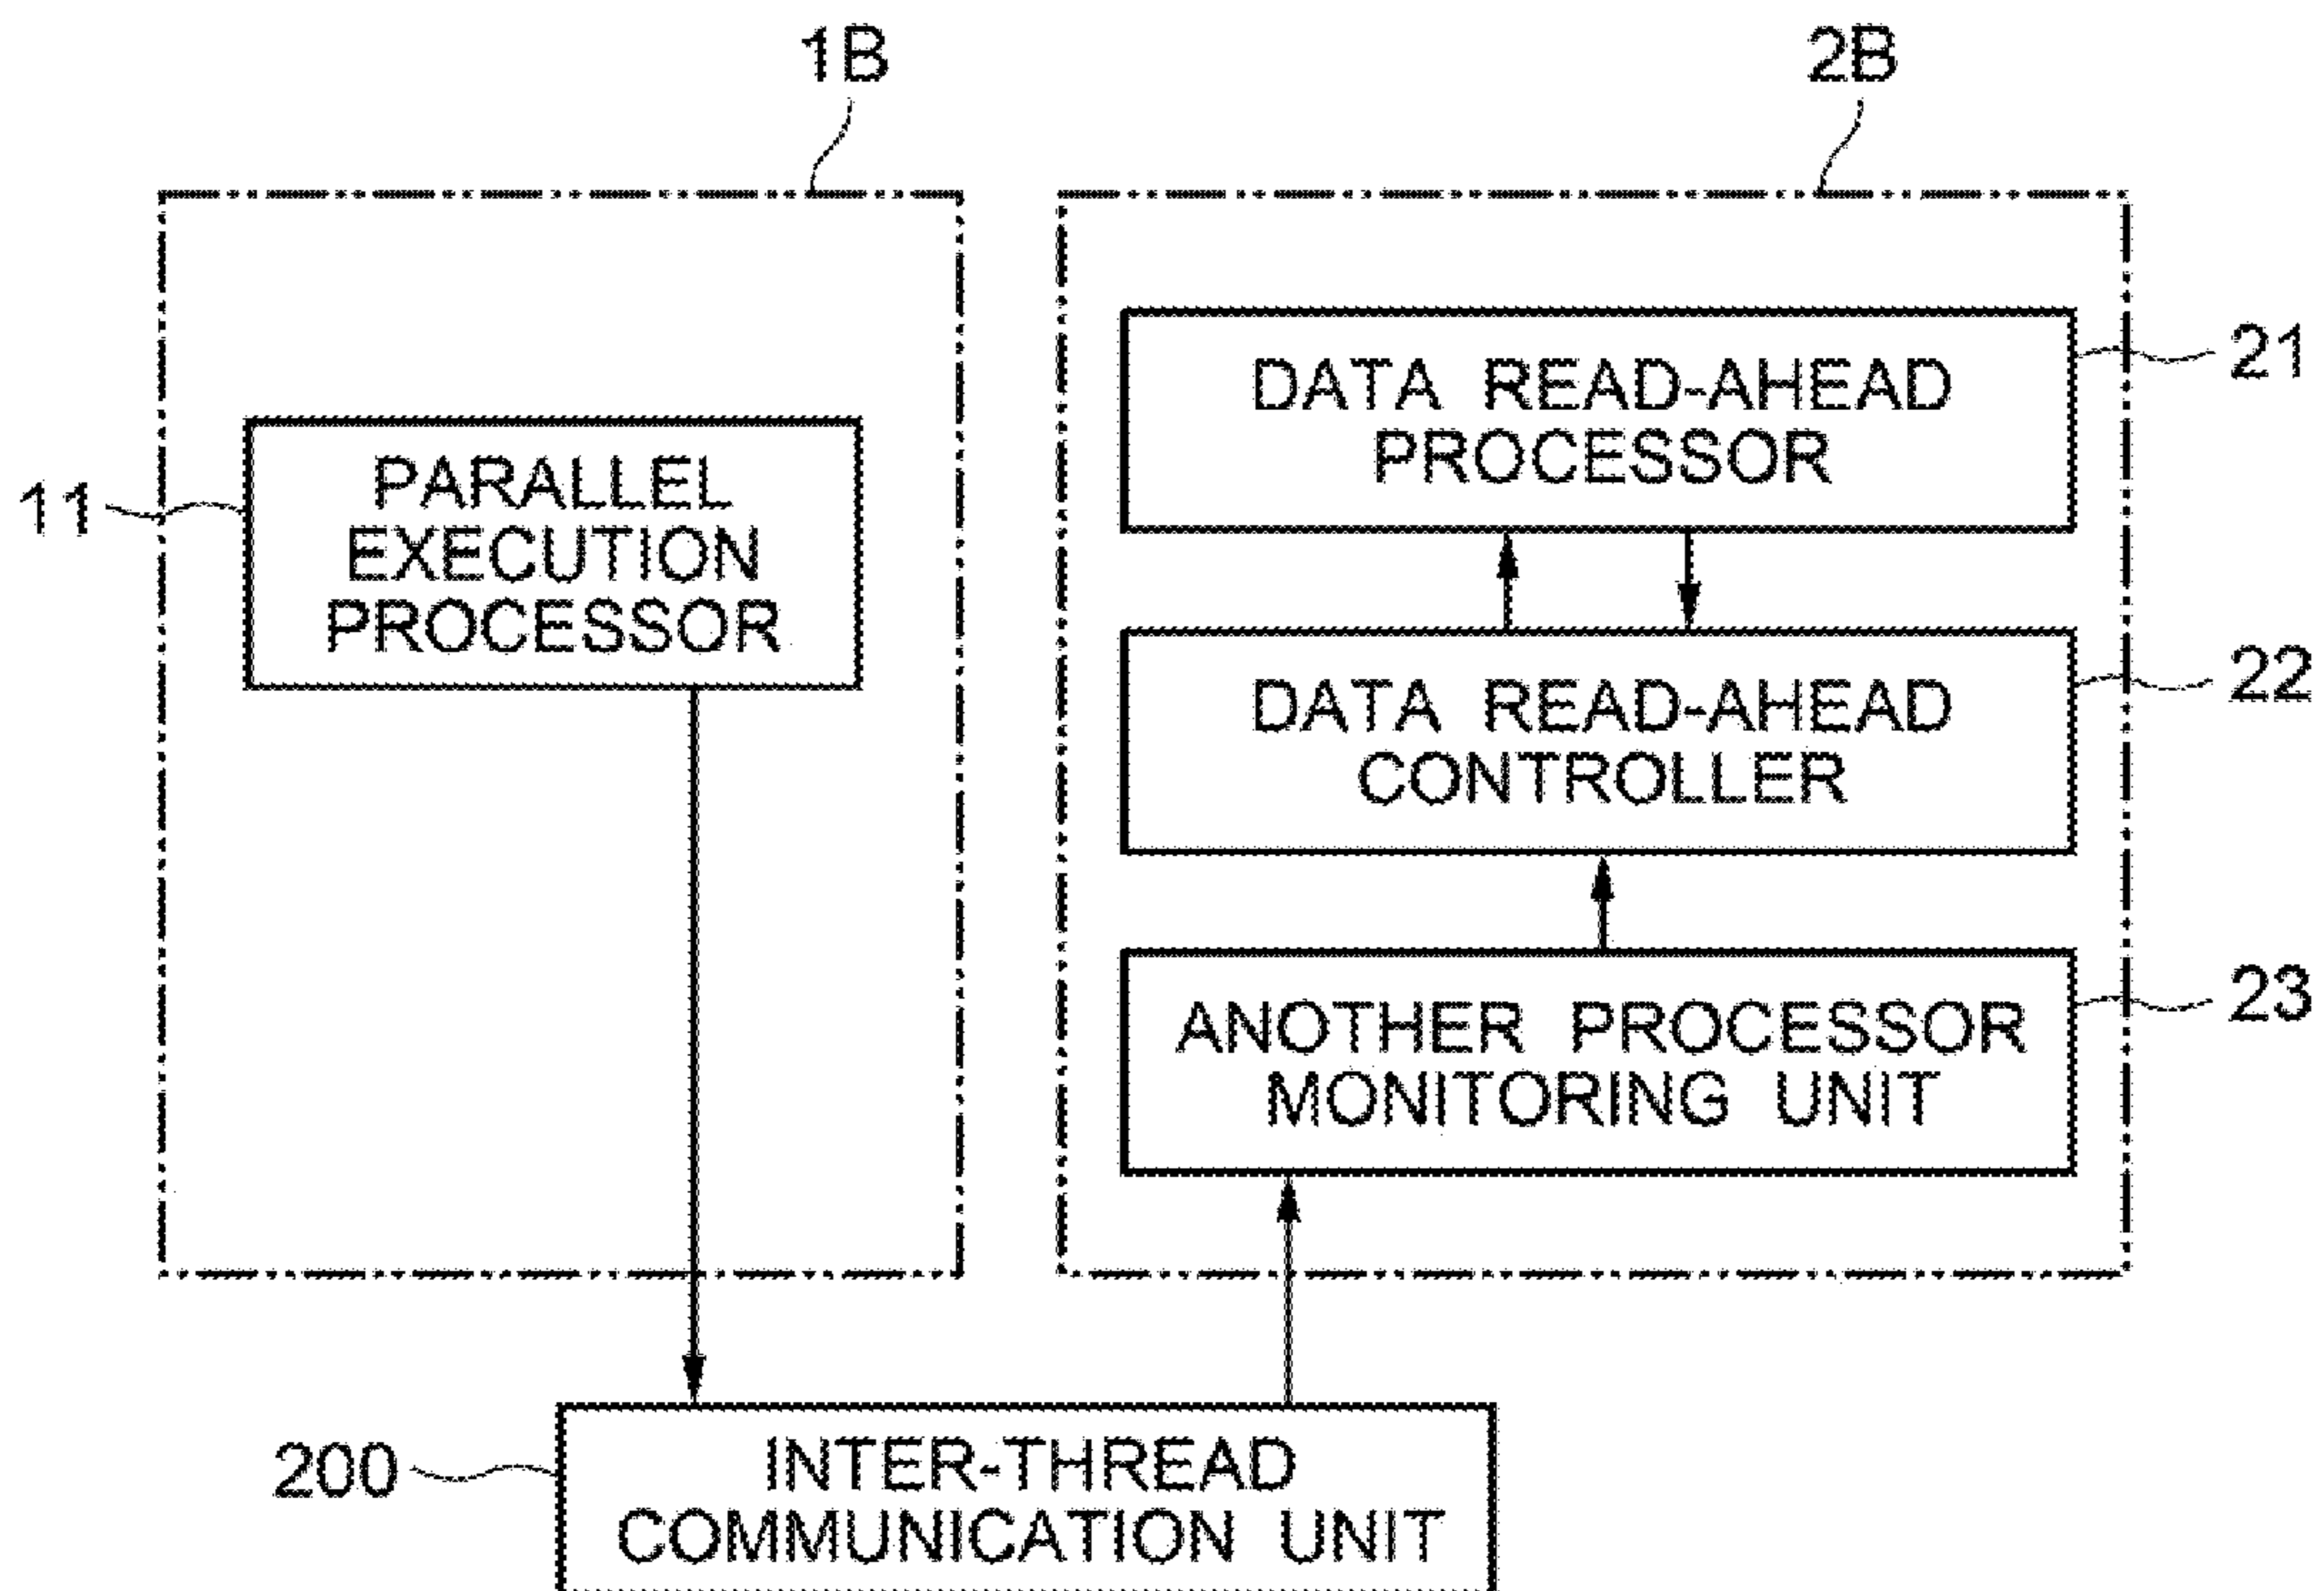 1B
2B
DATA READ-AHEAD
PROCESSOR
21
11
PARALLEL
EXECUTION
PROCESSOR
DATA READ-AHEAD
CONTROLLER
22
ANOTHER PROCESSOR
MONITORING UNIT
23
200
INTER-THREAD
COMMUNICATION UNIT